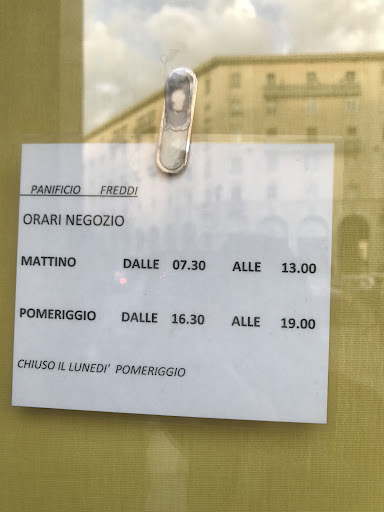 PANIFICIO FREDDI
ORARI NEGOZIO
MATTINO DALLE 07.30 ALLE 13.00
POMERIGGIO DALLE 16.30 ALLE 19.00
CHIUSO IL LUNEDI' POMERIGGIO